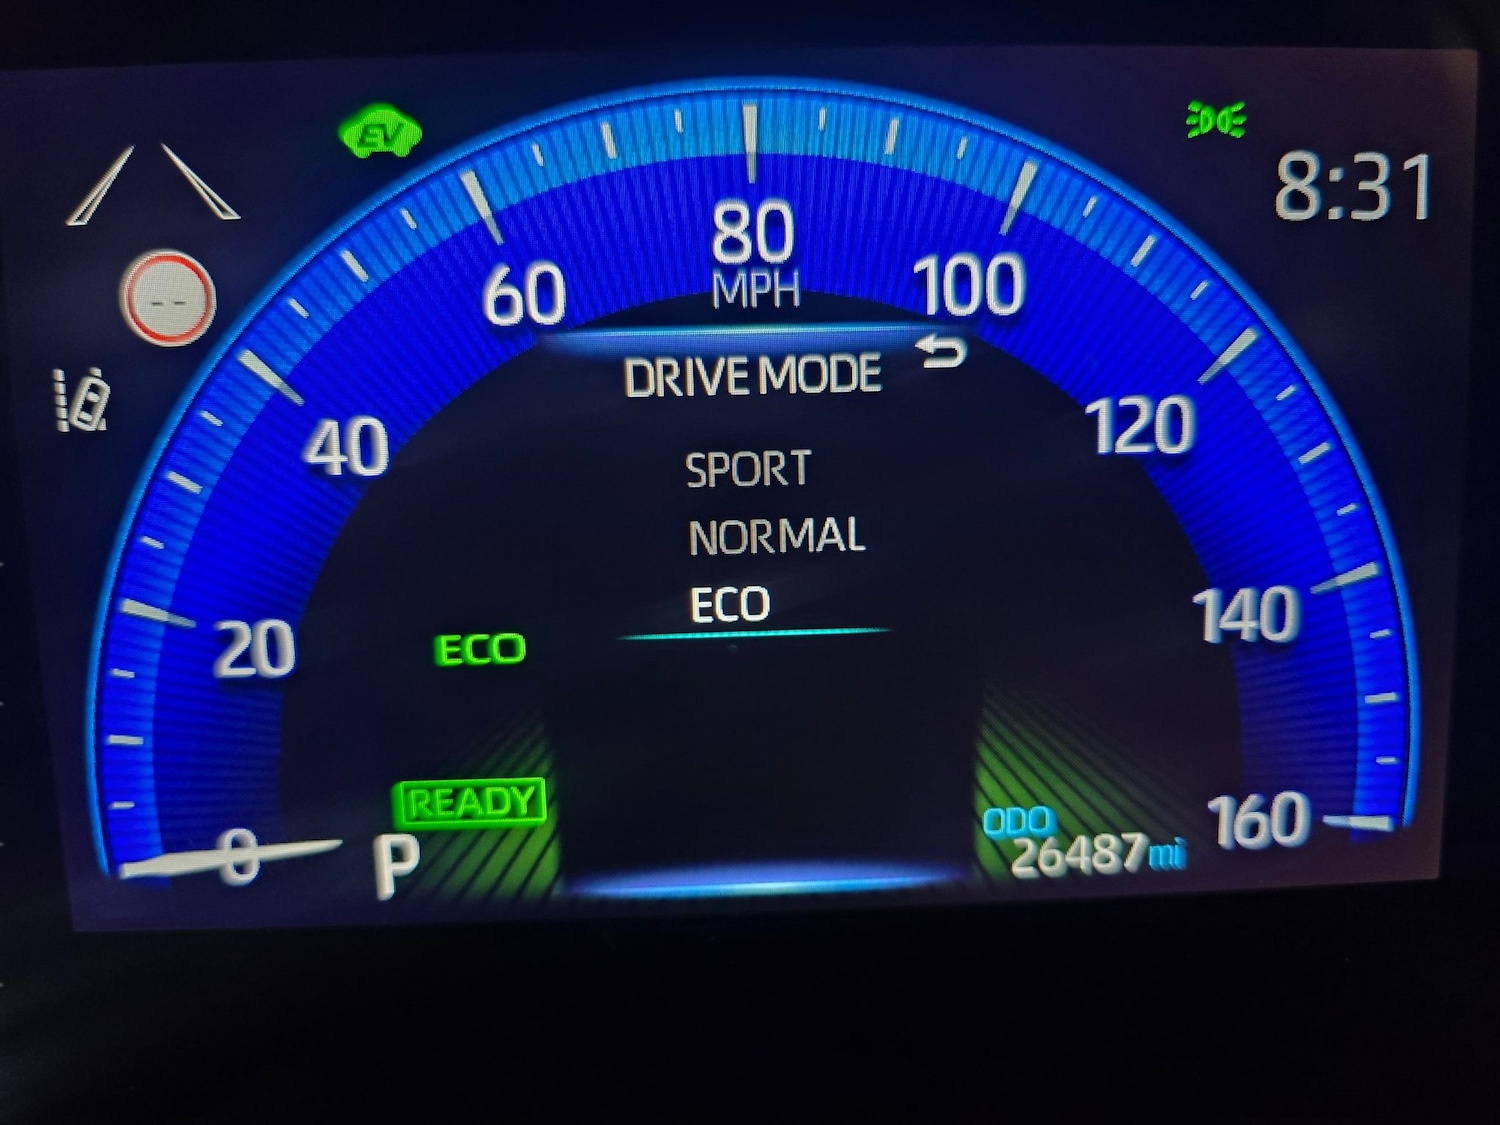 EV
8:31
80
MPH
60
100
DRIVE MODE
40
120
SPORT
NORMAL
ECO
20
140
ECO
READY
ODO
160
0
P
26487mi